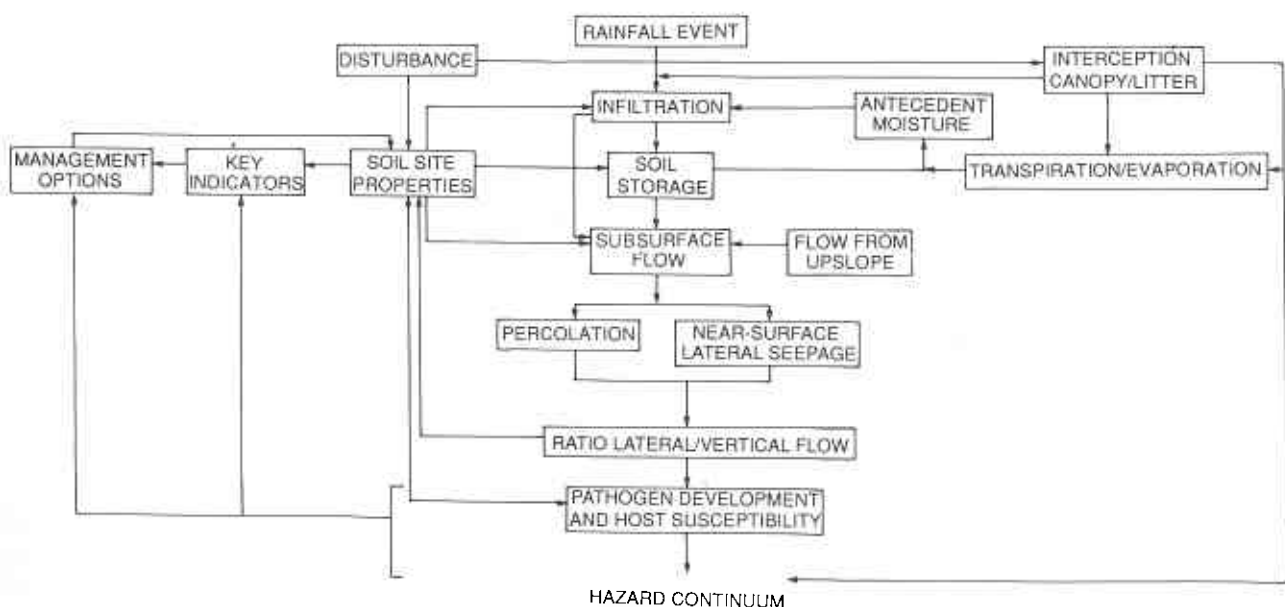 RAINFALL EVENT
DISTURBANCE
INTERCEPTION
CANOPY/LITTER
INFILTRATION
ANTECEDENT
MOISTURE
MANAGEMENT
OPTIONS
KEY
INDICATORS
SOIL SITE
PROPERTIES
SOIL
STORAGE
TRANSPIRATION/EVAPORATION
SUBSURFACE
FLOW
FLOW FROM
UPSLOPE
PERCOLATION
NEAR-SURFACE
LATERAL SEEPAGE
RATIO LATERAL/VERTICAL FLOW
PATHOGEN DEVELOPMENT
AND HOST SUSCEPTIBILITY
HAZARD CONTINUUM